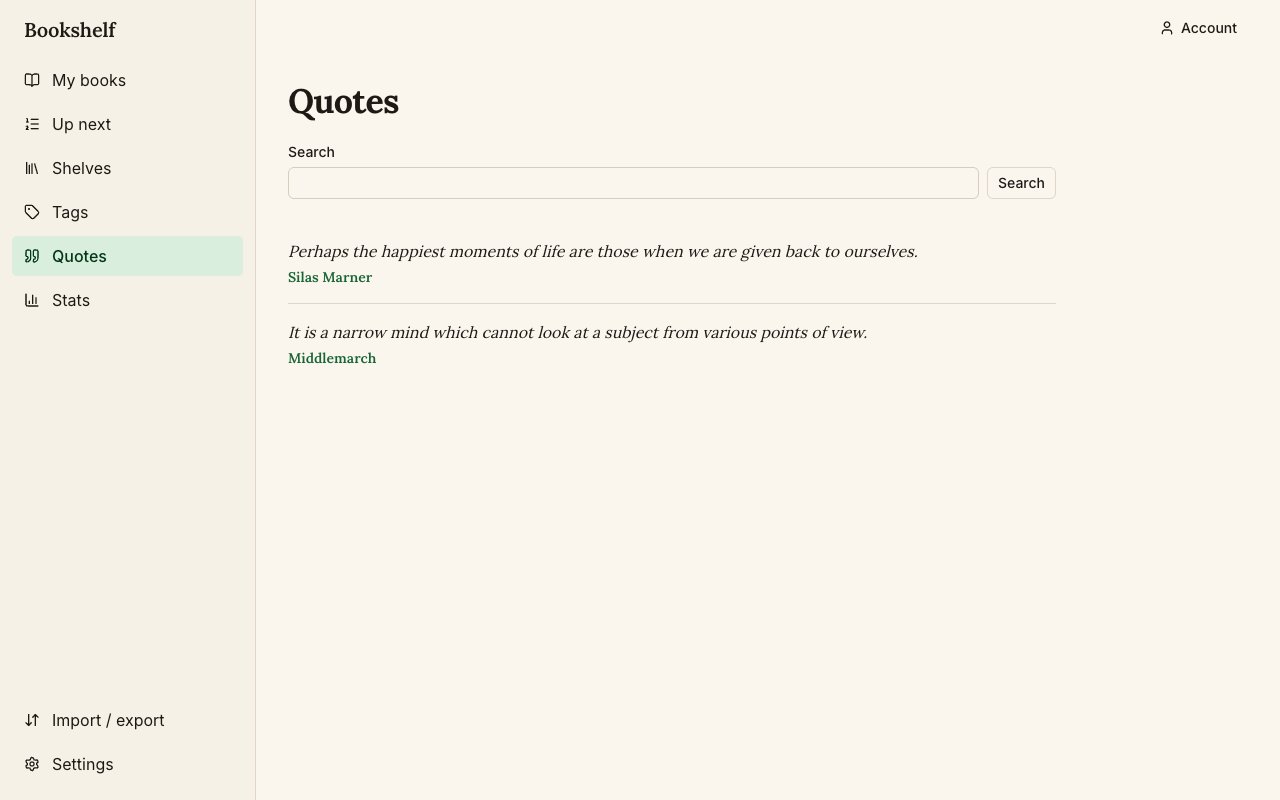 Bookshelf
My books
Up next
Shelves
Tags
Quotes
Stats
Import / export
Settings
Account
Quotes
Search
Search
Perhaps the happiest moments of life are those when we are given back to ourselves.
Silas Marner
It is a narrow mind which cannot look at a subject from various points of view.
Middlemarch